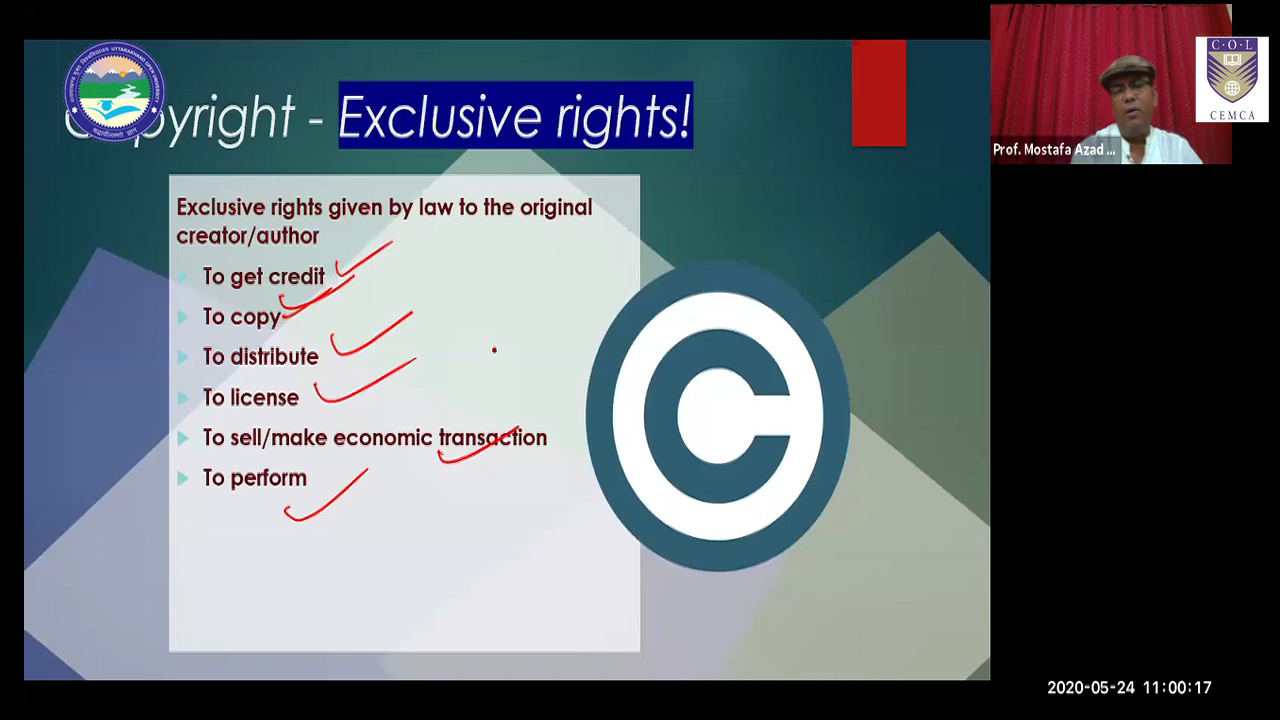 Copyright - Exclusive rights!
Exclusive rights given by law to the original
creator/author
To get credit
To copy
To distribute
To license
To sell/make economic transaction
To perform
Prof. Mostafa Azad ...
C·O·L
CEMCA
2020-05-24 11:00:17